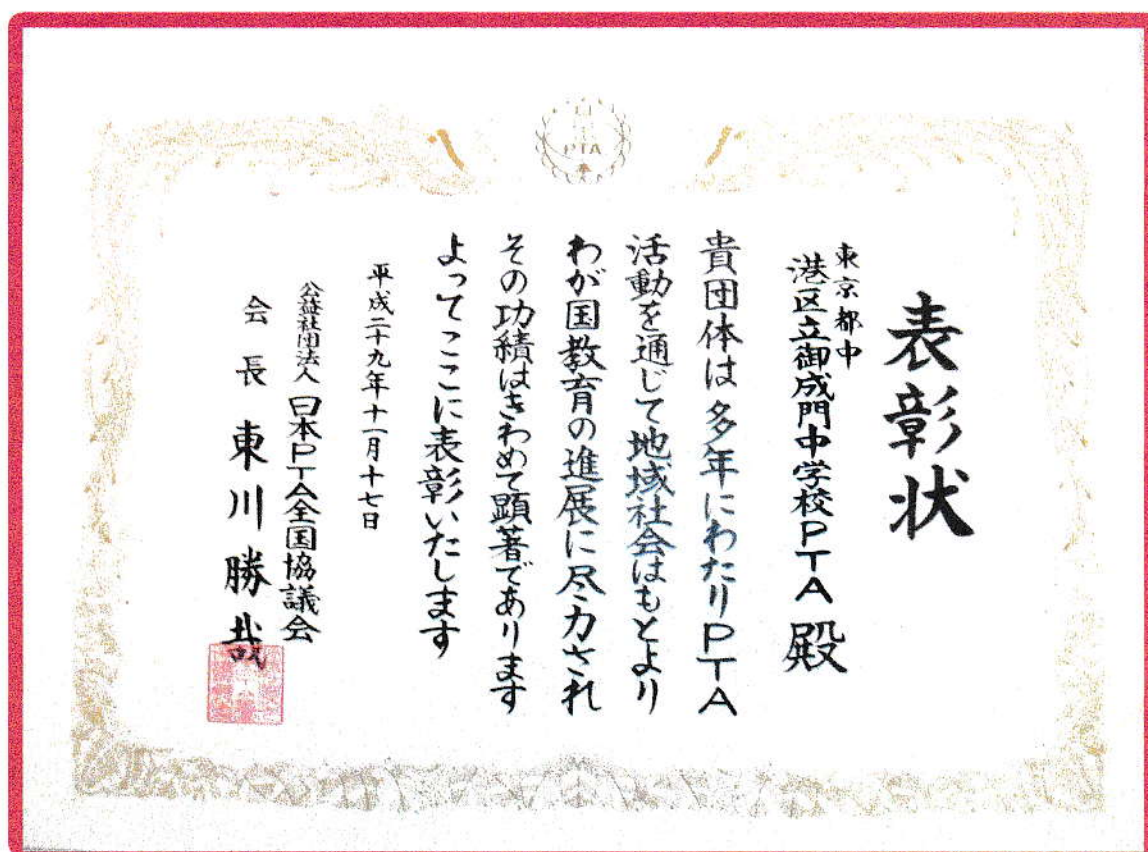 表彰状
東京都中
港区立御成門中学校PTA殿
貴団体は多年にわたりPTA
活動を通じて地域社会はもとより
わが国教育の進展に尽力され
その功績はきわめて顕著であります
よってここに表彰いたします
平成二十九年十一月十七日
公益社団法人 日本PTA全国協議会
会長 東川勝哉
PTA